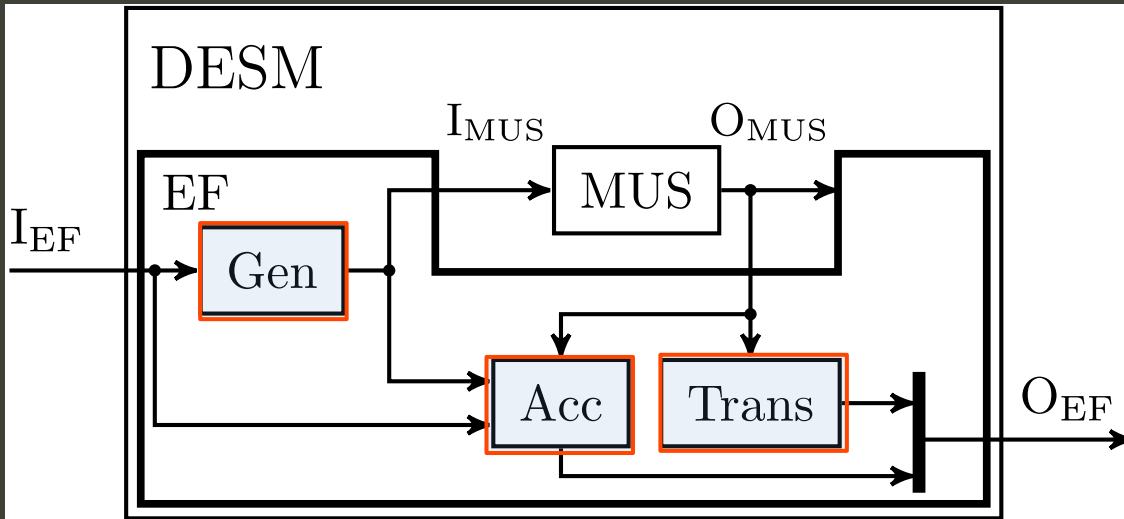 DESM
I_MUS
O_MUS
MUS
EF
I_EF
Gen
Acc
Trans
O_EF